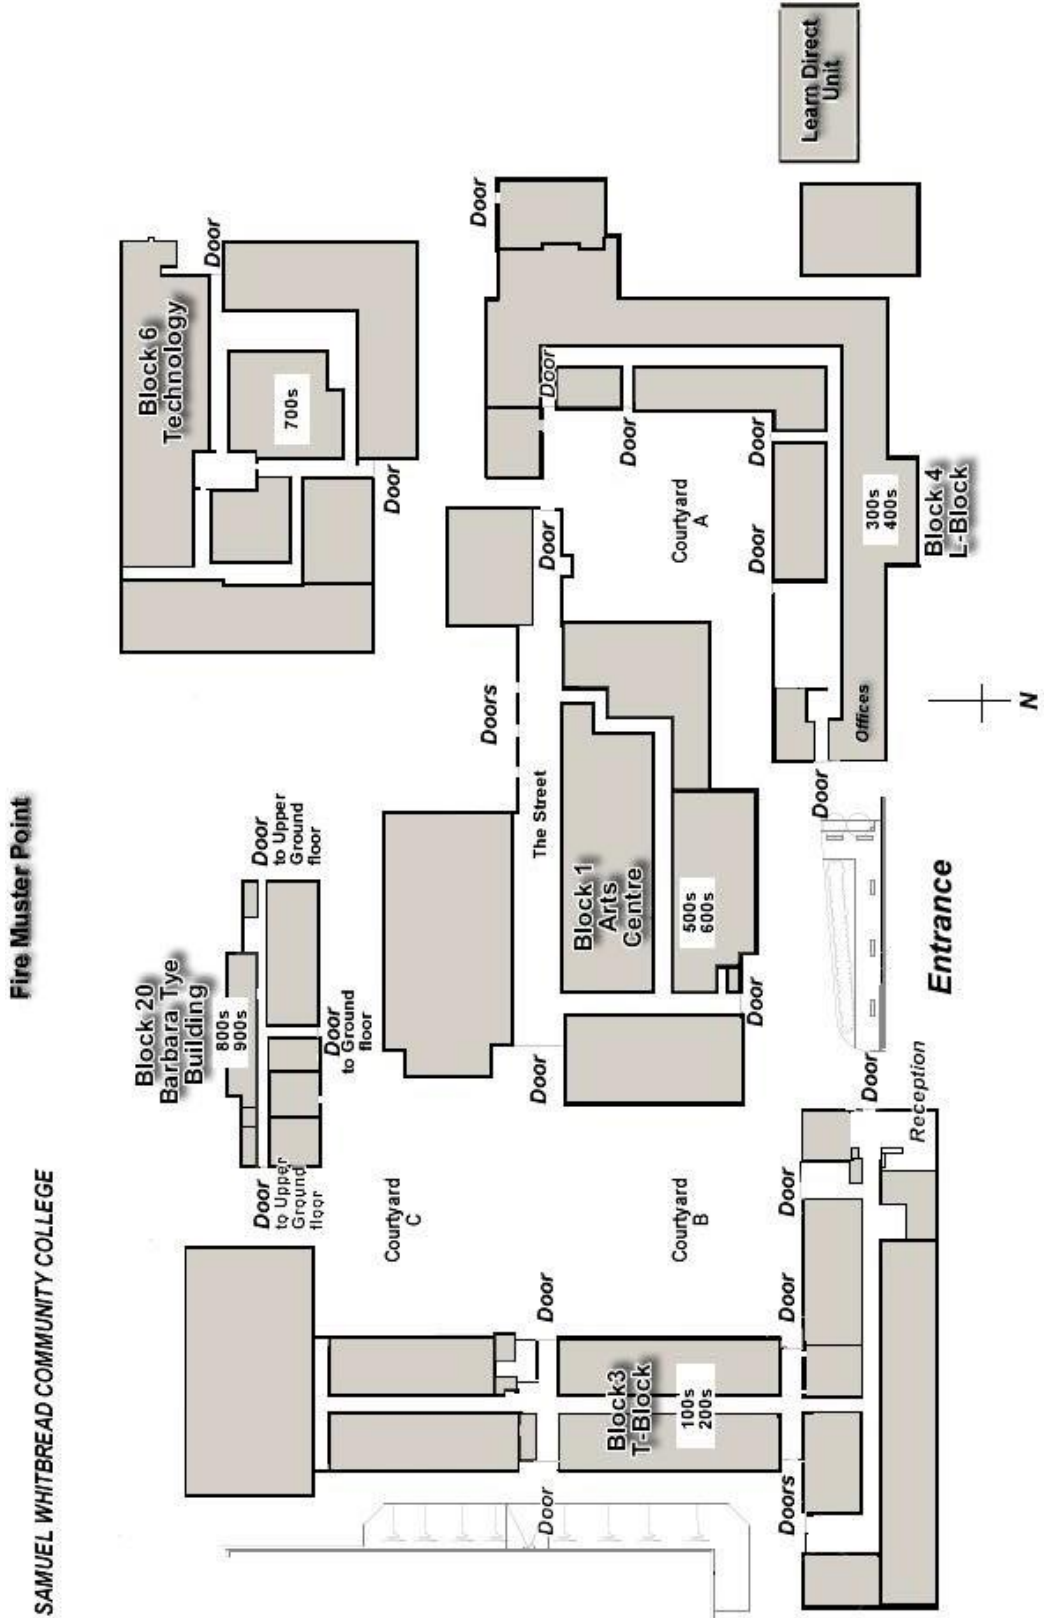 Fire Muster Point
SAMUEL WHITBREAD COMMUNITY COLLEGE
Block 20
Barbara Tye
Building
800s
900s
Block 6
Technology
Door
Door
to Upper
Ground
floor
Door
to Upper
Ground
floor
Door
to Ground
floor
700s
Door
Courtyard
C
Doors
Door
Door
Door
Door
The Street
Door
Door
Door
Block 1
Arts
Centre
Block3
T-Block
100s
200s
500s
600s
Door
Courtyard
B
Courtyard
A
Door
Door
Door
Doors
Door
Door
Door
Door
Learn Direct
Unit
Offices
300s
400s
Block 4
L-Block
Reception
Entrance
N